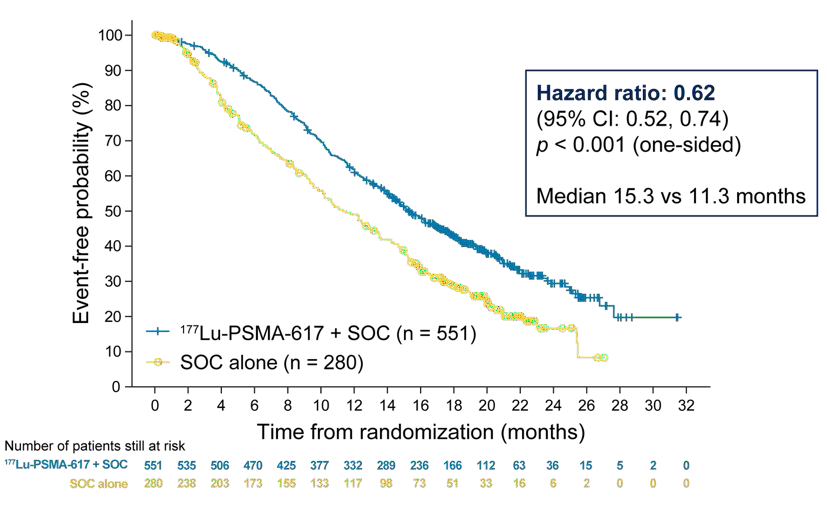 100
90
80
70
60
50
40
30
20
10
0
Event-free probability (%)
Hazard ratio: 0.62
(95% CI: 0.52, 0.74)
p < 0.001 (one-sided)
Median 15.3 vs 11.3 months
¹⁷⁷Lu-PSMA-617 + SOC (n = 551)
SOC alone (n = 280)
0 2 4 6 8 10 12 14 16 18 20 22 24 26 28 30 32
Time from randomization (months)
Number of patients still at risk
¹⁷⁷Lu-PSMA-617 + SOC 551 535 506 470 425 377 332 289 236 166 112 63 36 15 5 2 0
SOC alone 280 238 203 173 155 133 117 98 73 51 33 16 6 2 0 0 0